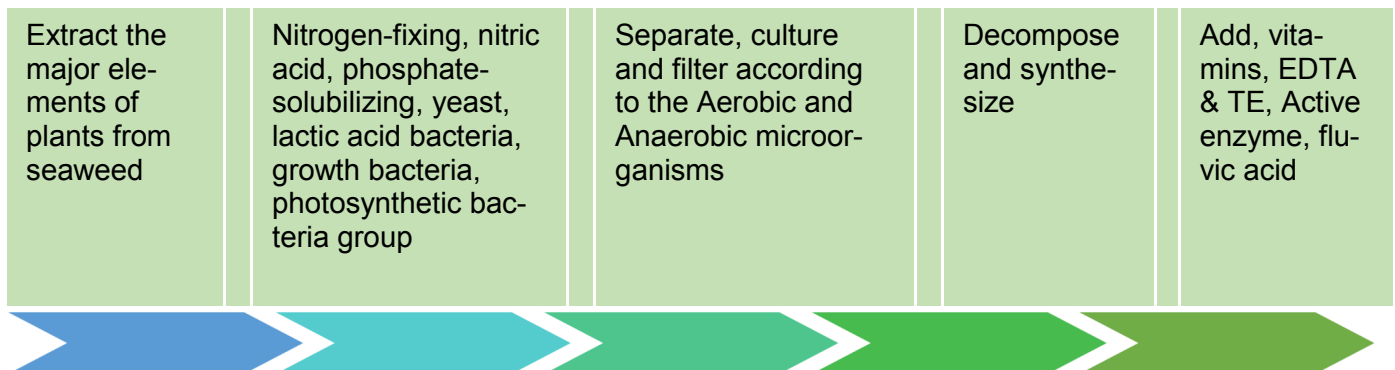 Extract the
major ele-
ments of
plants from
seaweed
Nitrogen-fixing, nitric
acid, phosphate-
solubilizing, yeast,
lactic acid bacteria,
growth bacteria,
photosynthetic bac-
teria group
Separate, culture
and filter according
to the Aerobic and
Anaerobic microor-
ganisms
Decompose
and synthe-
size
Add, vita-
mins, EDTA
& TE, Active
enzyme, flu-
vic acid